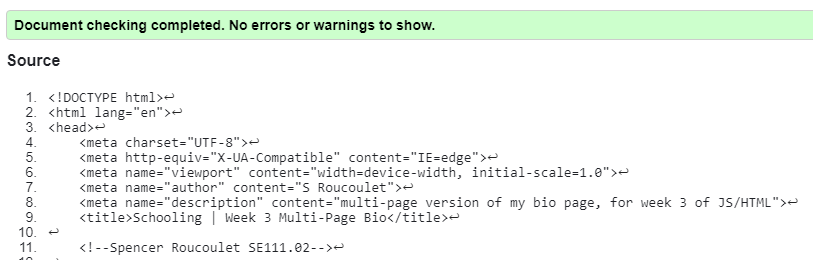 Document checking completed. No errors or warnings to show.
Source
1. <!DOCTYPE html>↩
2. <html lang="en">↩
3. <head>↩
4.     <meta charset="UTF-8">↩
5.     <meta http-equiv="X-UA-Compatible" content="IE=edge">↩
6.     <meta name="viewport" content="width=device-width, initial-scale=1.0">↩
7.     <meta name="author" content="S Roucoulet">↩
8.     <meta name="description" content="multi-page version of my bio page, for week 3 of JS/HTML">↩
9.     <title>Schooling | Week 3 Multi-Page Bio</title>↩
10. ↩
11.     <!--Spencer Roucoulet SE111.02-->↩